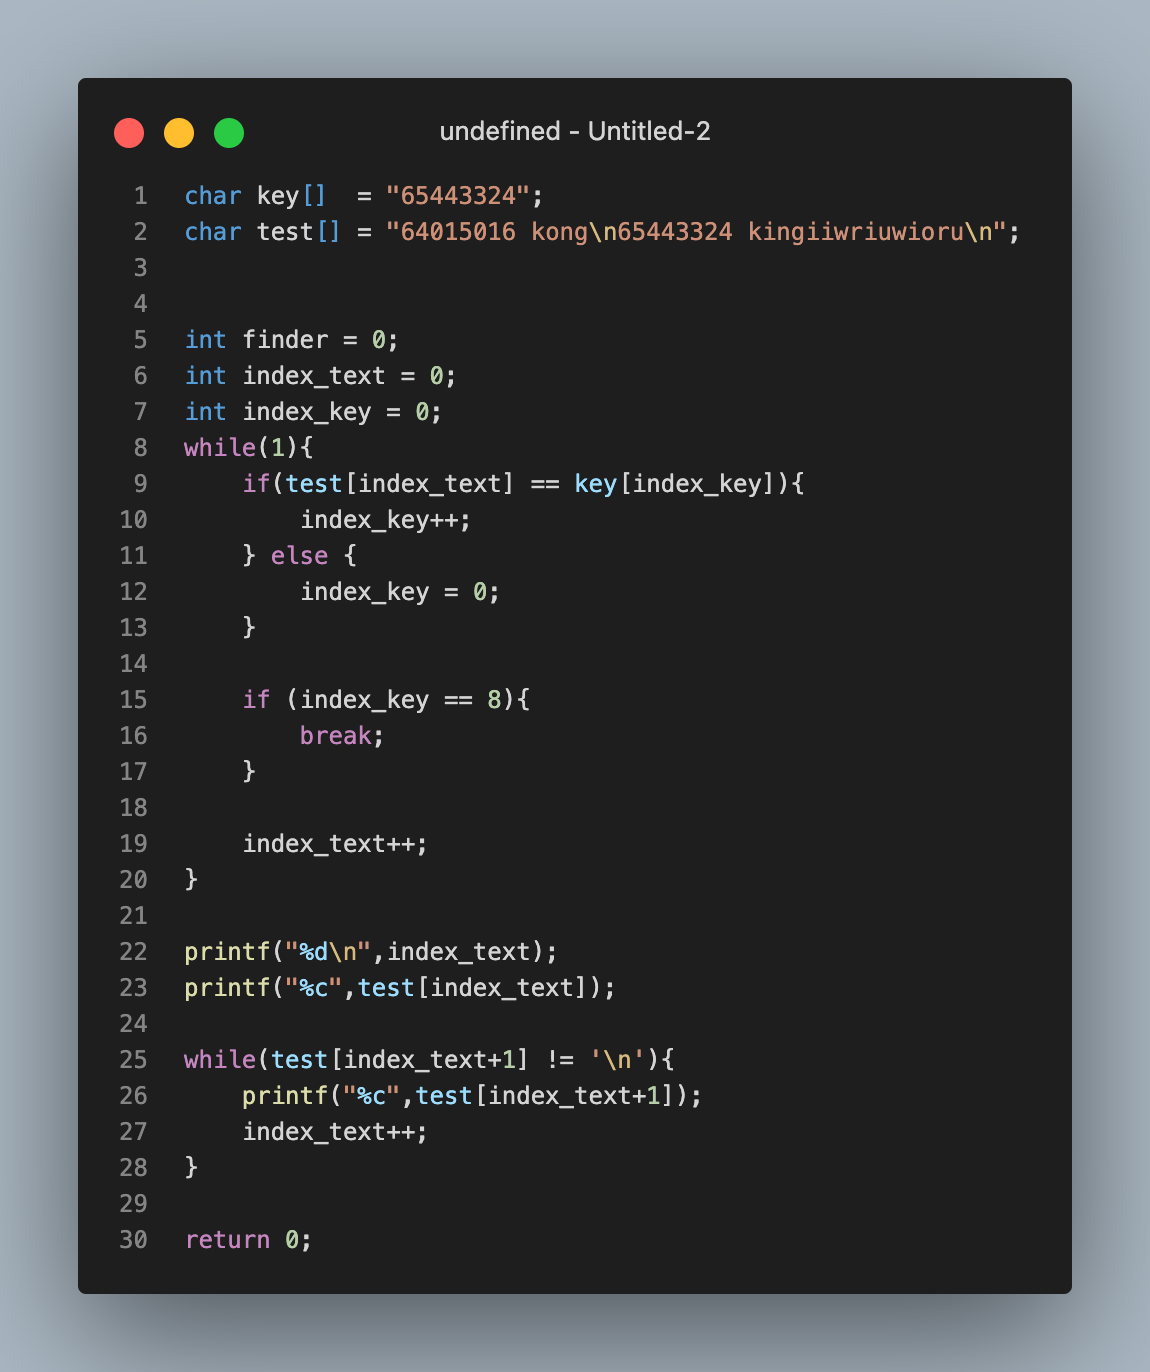 undefined - Untitled-2
1 char key[]  = "65443324";
2 char test[] = "64015016 kong\n65443324 kingiiwriuwioru\n";
3
4
5 int finder = 0;
6 int index_text = 0;
7 int index_key = 0;
8 while(1){
9     if(test[index_text] == key[index_key]){
10         index_key++;
11     } else {
12         index_key = 0;
13     }
14
15     if (index_key == 8){
16         break;
17     }
18
19     index_text++;
20 }
21
22 printf("%d\n",index_text);
23 printf("%c",test[index_text]);
24
25 while(test[index_text+1] != '\n'){
26     printf("%c",test[index_text+1]);
27     index_text++;
28 }
29
30 return 0;